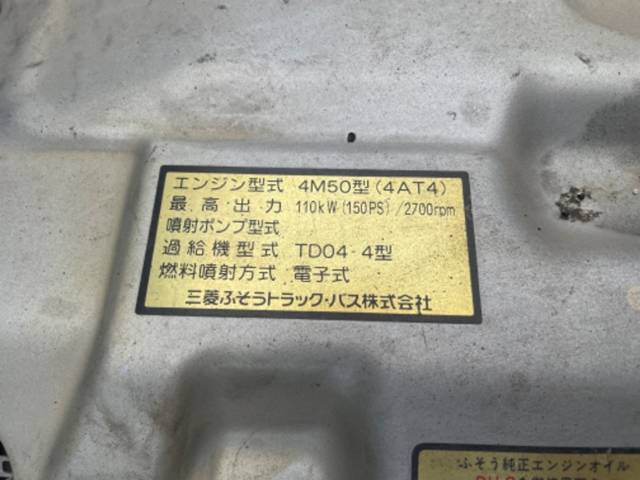 エンジン型式 4M50型(4AT4)
最高出力 110kW(150PS)/2700rpm
噴射ポンプ型式
過給機型式 TD04-4型
燃料噴射方式 電子式
三菱ふそうトラック・バス株式会社
ふそう純正エンジンオイル